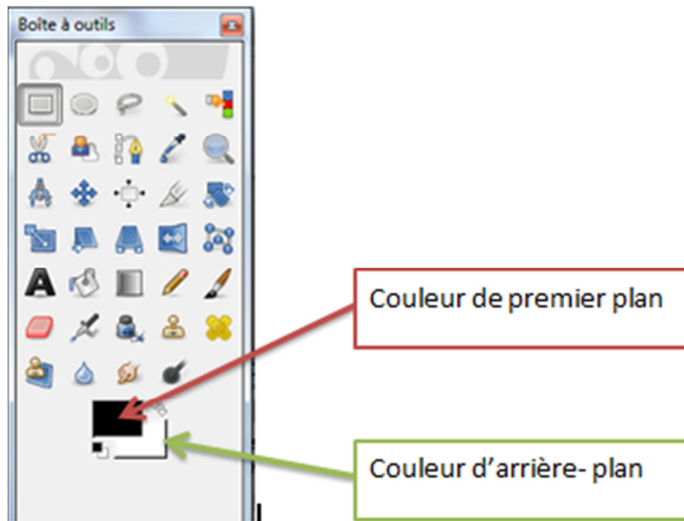 Boîte à outils
Couleur de premier plan
Couleur d'arrière- plan